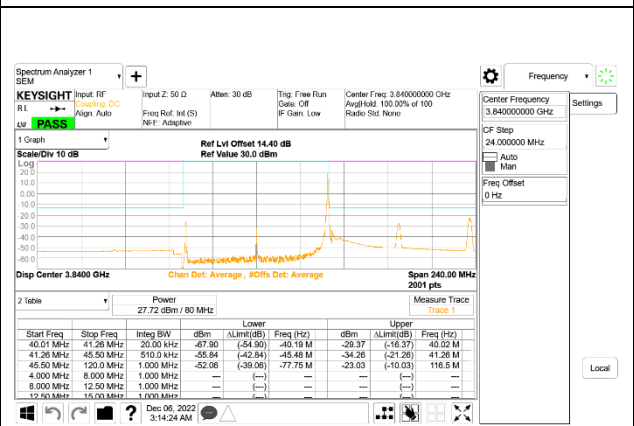 Spectrum Analyzer 1
SEM
+
Frequency
KEYSIGHT
Input: RF
Input Z: 50 Ω
Atten: 30 dB
Trig: Free Run
Center Freq: 3.840000000 GHz
RL
Coupling: DC
Gate: Off
Avg|Hold: 100.00% of 100
Align: Auto
Freq Ref: Int (S)
IF Gain: Low
Radio Std: None
PASS
NFE: Adaptive
Center Frequency
3.840000000 GHz
Settings
CF Step
24.000000 MHz
Auto
Man
Freq Offset
0 Hz
1 Graph
Ref Lvl Offset 14.40 dB
Scale/Div 10 dB
Ref Value 30.0 dBm
Log
20.0
10.0
0.00
-10.0
-20.0
-30.0
-40.0
-50.0
-60.0
Disp Center 3.8400 GHz
Chan Det: Average , #Offs Det: Average
Span 240.00 MHz
2001 pts
2 Table
Power
27.72 dBm / 80 MHz
Measure Trace
Trace 1
Lower Upper
Start Freq Stop Freq Integ BW dBm ΔLimit(dB) Freq (Hz) dBm ΔLimit(dB) Freq (Hz)
40.01 MHz 41.26 MHz 20.00 kHz -67.90 (-54.90) -40.19 M -29.37 (-16.37) 40.02 M
41.26 MHz 45.50 MHz 510.0 kHz -55.84 (-42.84) -45.48 M -34.26 (-21.26) 41.26 M
45.50 MHz 120.0 MHz 1.000 MHz -52.06 (-39.06) -77.75 M -23.03 (-10.03) 116.5 M
4.000 MHz 8.000 MHz 1.000 MHz --- (---) --- --- (---) ---
8.000 MHz 12.50 MHz 1.000 MHz --- (---) --- --- (---) ---
12.50 MHz 15.00 MHz 1.000 MHz --- (---) --- --- (---) ---
Local
?
Dec 06, 2022
3:14:24 AM